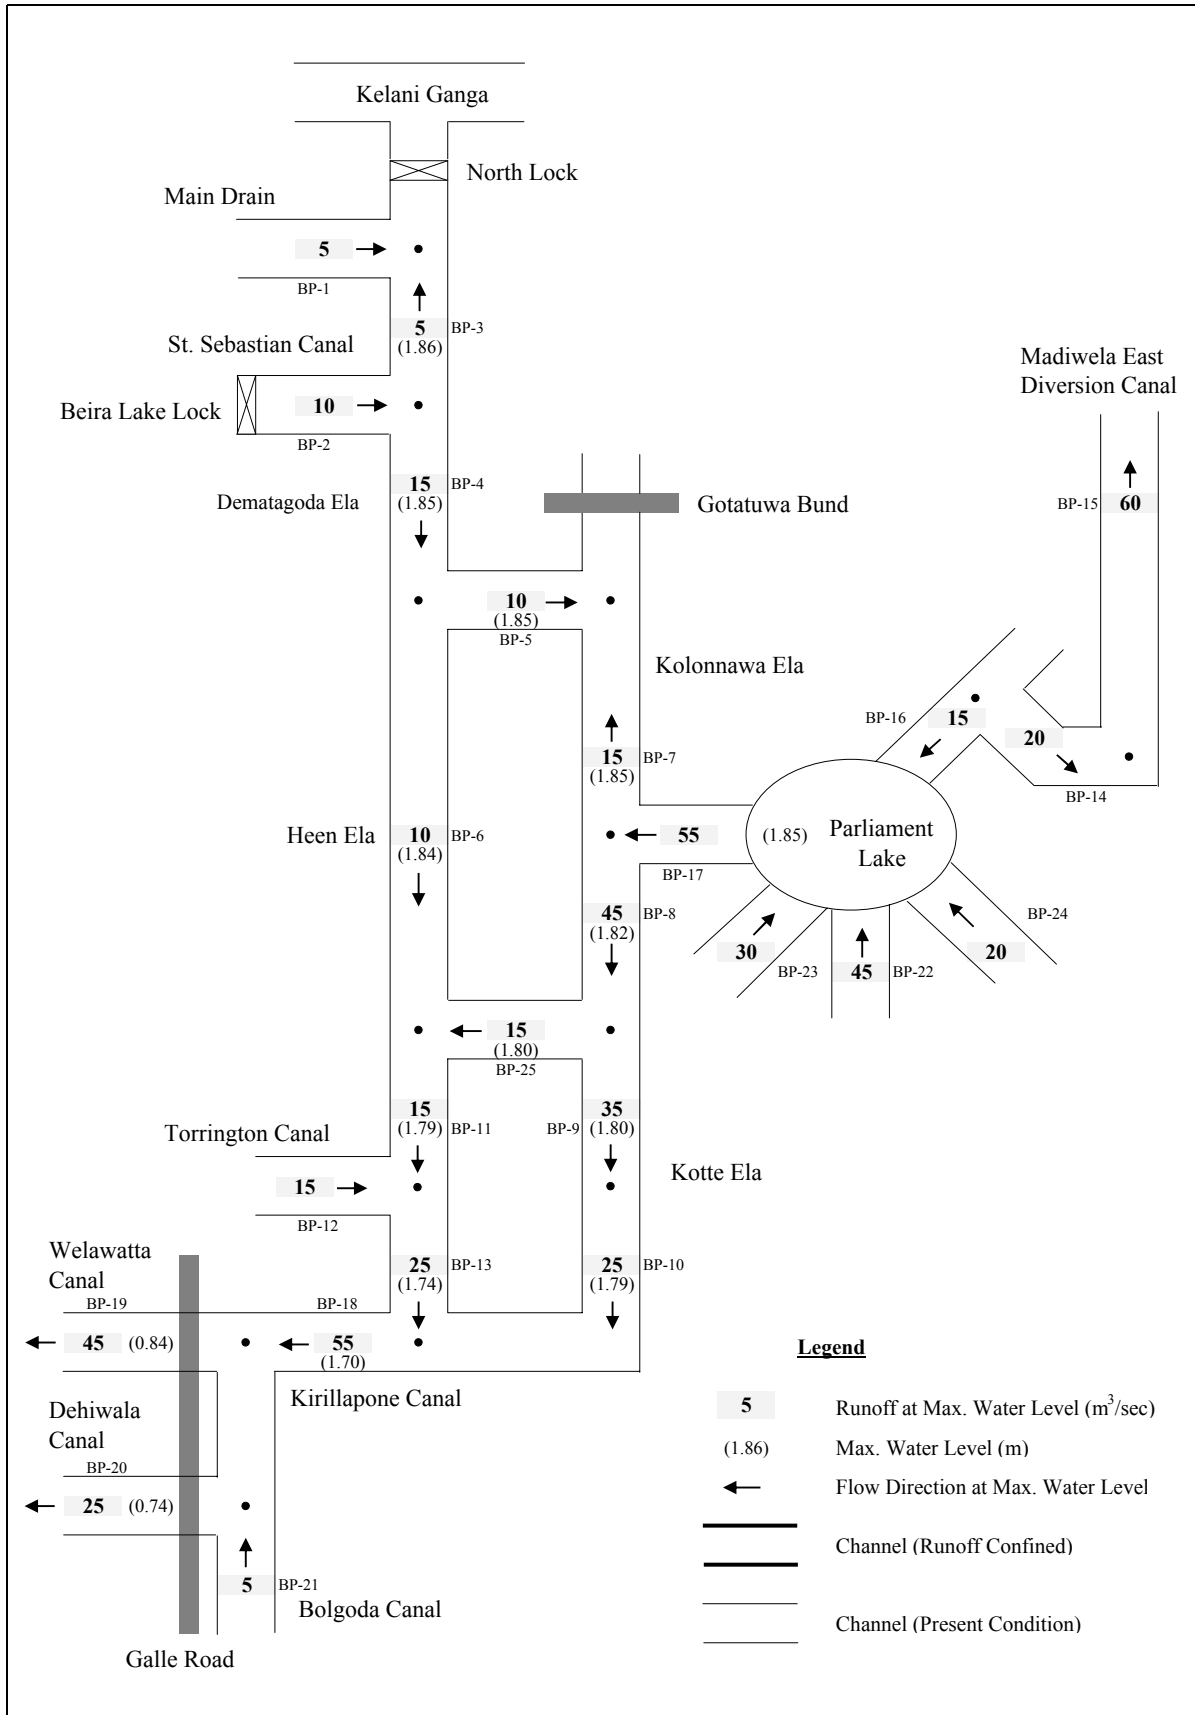 Kelani Ganga
North Lock
Main Drain
5
BP-1
5
(1.86)
BP-3
St. Sebastian Canal
Beira Lake Lock
10
BP-2
Madiwela East
Diversion Canal
Dematagoda Ela
15
(1.85)
BP-4
Gotatuwa Bund
BP-15
60
10
(1.85)
BP-5
Kolonnawa Ela
BP-16
15
20
BP-14
15
(1.85)
BP-7
Heen Ela
10
(1.84)
BP-6
55
BP-17
(1.85)
Parliament
Lake
45
(1.82)
BP-8
30
BP-23
45
BP-22
20
BP-24
15
(1.80)
BP-25
Torrington Canal
15
(1.79)
BP-11
BP-9
35
(1.80)
Kotte Ela
15
BP-12
Welawatta
Canal
25
(1.74)
BP-13
25
(1.79)
BP-10
BP-19
BP-18
45
(0.84)
55
(1.70)
Kirillapone Canal
Dehiwala
Canal
BP-20
25
(0.74)
5
BP-21
Bolgoda Canal
Galle Road
Legend
5
Runoff at Max. Water Level (m3/sec)
(1.86)
Max. Water Level (m)
Flow Direction at Max. Water Level
Channel (Runoff Confined)
Channel (Present Condition)